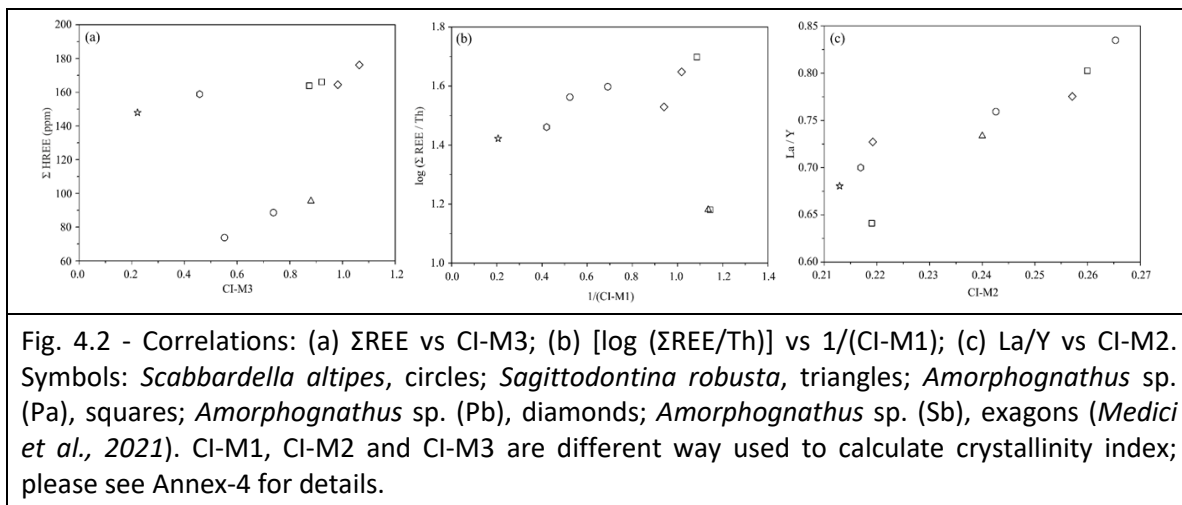 (a)
200
180
160
140
120
100
80
60
Σ HREE (ppm)
0.0 0.2 0.4 0.6 0.8 1.0 1.2
CI-M3
(b)
1.8
1.6
1.4
1.2
1.0
log (Σ REE / Th)
0.0 0.2 0.4 0.6 0.8 1.0 1.2 1.4
1/(CI-M1)
(c)
0.85
0.80
0.75
0.70
0.65
0.60
La / Y
0.21 0.22 0.23 0.24 0.25 0.26 0.27
CI-M2
Fig. 4.2 - Correlations: (a) ΣREE vs CI-M3; (b) [log (ΣREE/Th)] vs 1/(CI-M1); (c) La/Y vs CI-M2.
Symbols: Scabbardella altipes, circles; Sagittodontina robusta, triangles; Amorphognathus sp.
(Pa), squares; Amorphognathus sp. (Pb), diamonds; Amorphognathus sp. (Sb), exagons (Medici
et al., 2021). CI-M1, CI-M2 and CI-M3 are different way used to calculate crystallinity index;
please see Annex-4 for details.